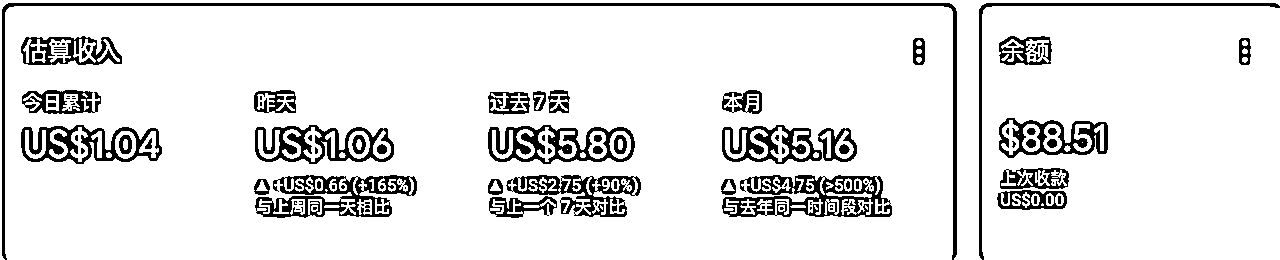 估算收入
今日累计
US$1.04
昨天
US$1.06
▲ +US$0.66 (+165%)
与上周同一天相比
过去 7 天
US$5.80
▲ +US$2.75 (+90%)
与上一个 7 天对比
本月
US$5.16
▲ +US$4.75 (>500%)
与去年同一时间段对比
余额
$88.51
上次收款
US$0.00